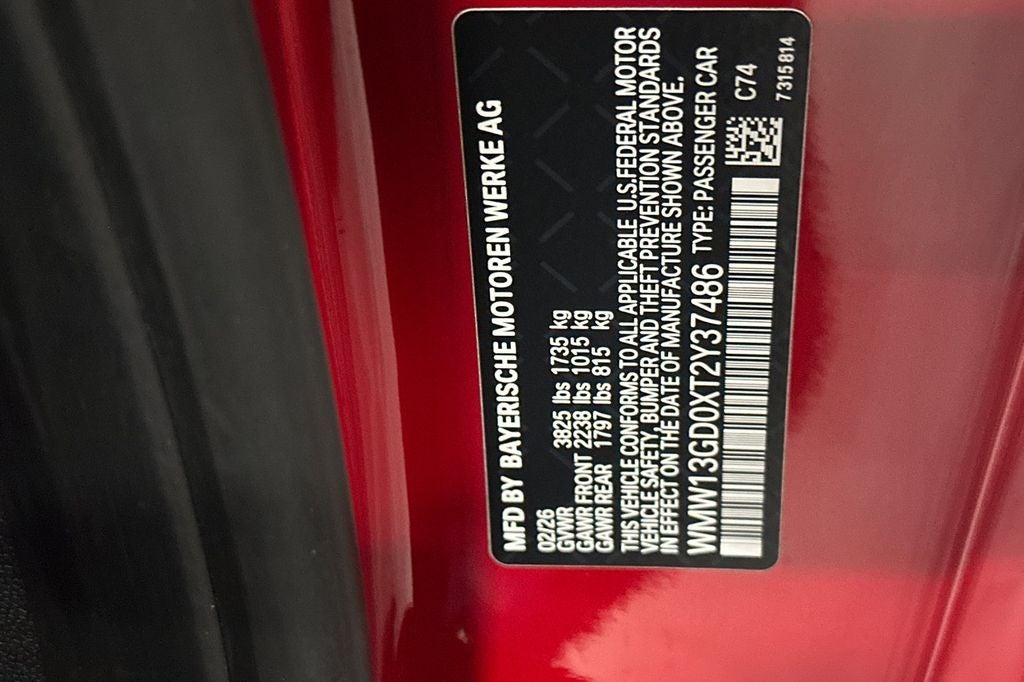 MFD BY BAYERISCHE MOTOREN WERKE AG
02/26
GVWR 3825 lbs 1735 kg
GAWR FRONT 2238 lbs 1015 kg
GAWR REAR 1797 lbs 815 kg
THIS VEHICLE CONFORMS TO ALL APPLICABLE U.S.FEDERAL MOTOR
VEHICLE SAFETY, BUMPER AND THEFT PREVENTION STANDARDS
IN EFFECT ON THE DATE OF MANUFACTURE SHOWN ABOVE.
WMW13GD0XT2Y37486 TYPE: PASSENGER CAR
C74
7315814